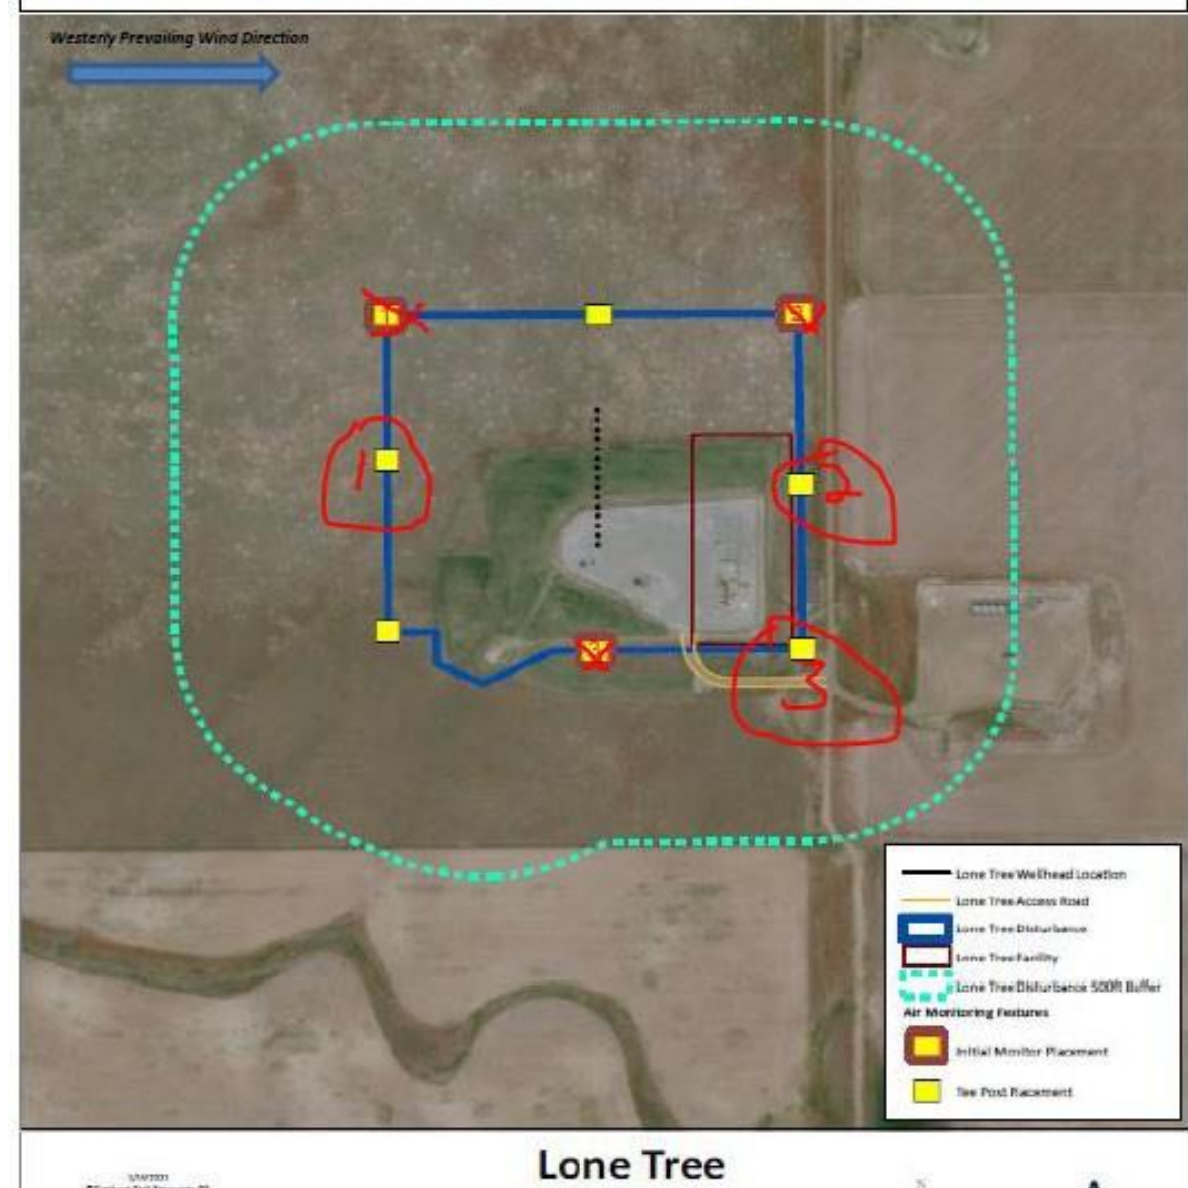 Westerly Prevailing Wind Direction
1
2
3
Lone Tree Wellhead Location
Lone Tree Access Road
Lone Tree Disturbance
Lone Tree Facility
Lone Tree Disturbance 500ft Buffer
Air Monitoring Features
Initial Monitor Placement
Tee Post Placement
Lone Tree